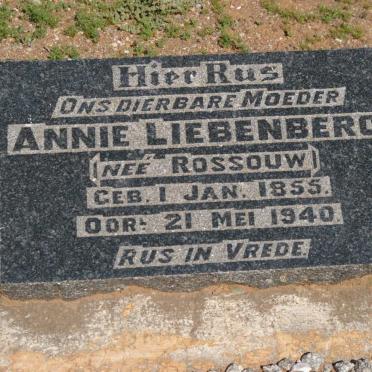 Hier Rus
Ons dierbare Moeder
Annie Liebenberg
(neé Rossouw)
Geb. 1 Jan. 1855.
Oorl. 21 Mei 1940.
Rus in Vrede.